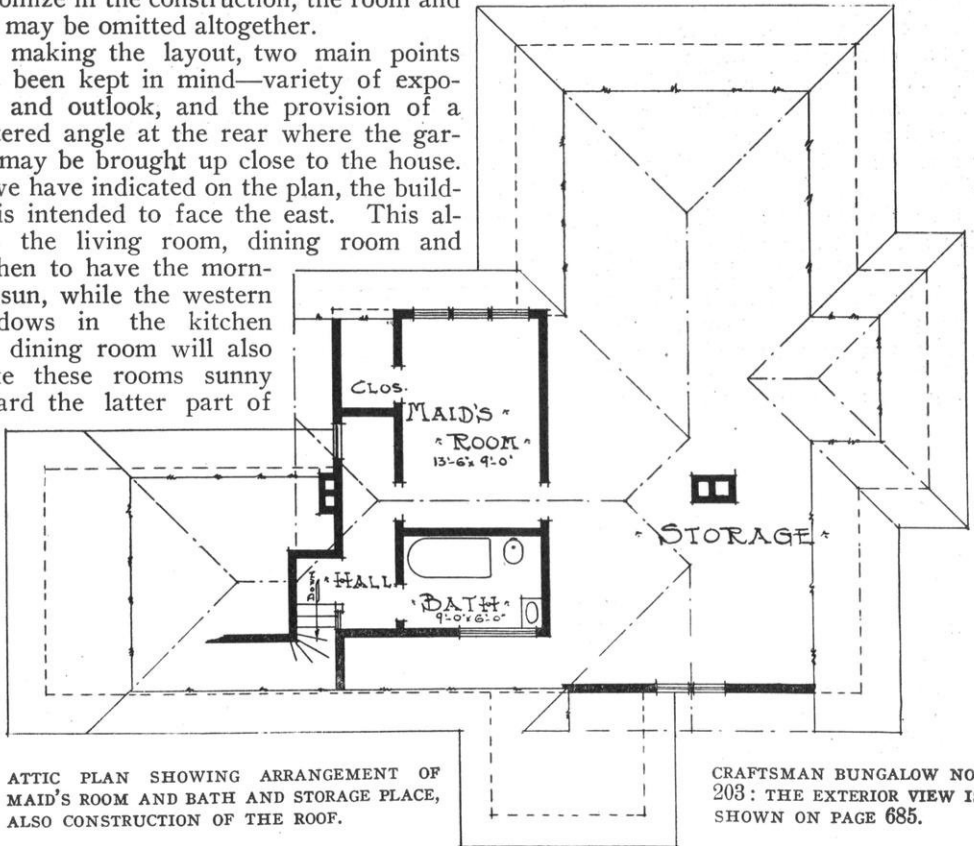 omize in the construction, the room and
may be omitted altogether.
making the layout, two main points
been kept in mind—variety of expo-
and outlook, and the provision of a
tered angle at the rear where the gar-
may be brought up close to the house.
we have indicated on the plan, the build-
is intended to face the east. This al-
the living room, dining room and
hen to have the morn-
sun, while the western
dows in the kitchen
dining room will also
te these rooms sunny
ard the latter part of
CLOS.
MAID'S
ROOM
13'-6" x 9'-0"
STORAGE
DOWN
HALL
BATH
9'-0" x 6'-0"
ATTIC PLAN SHOWING ARRANGEMENT OF
MAID'S ROOM AND BATH AND STORAGE PLACE,
ALSO CONSTRUCTION OF THE ROOF.
CRAFTSMAN BUNGALOW NO
203: THE EXTERIOR VIEW IS
SHOWN ON PAGE 685.